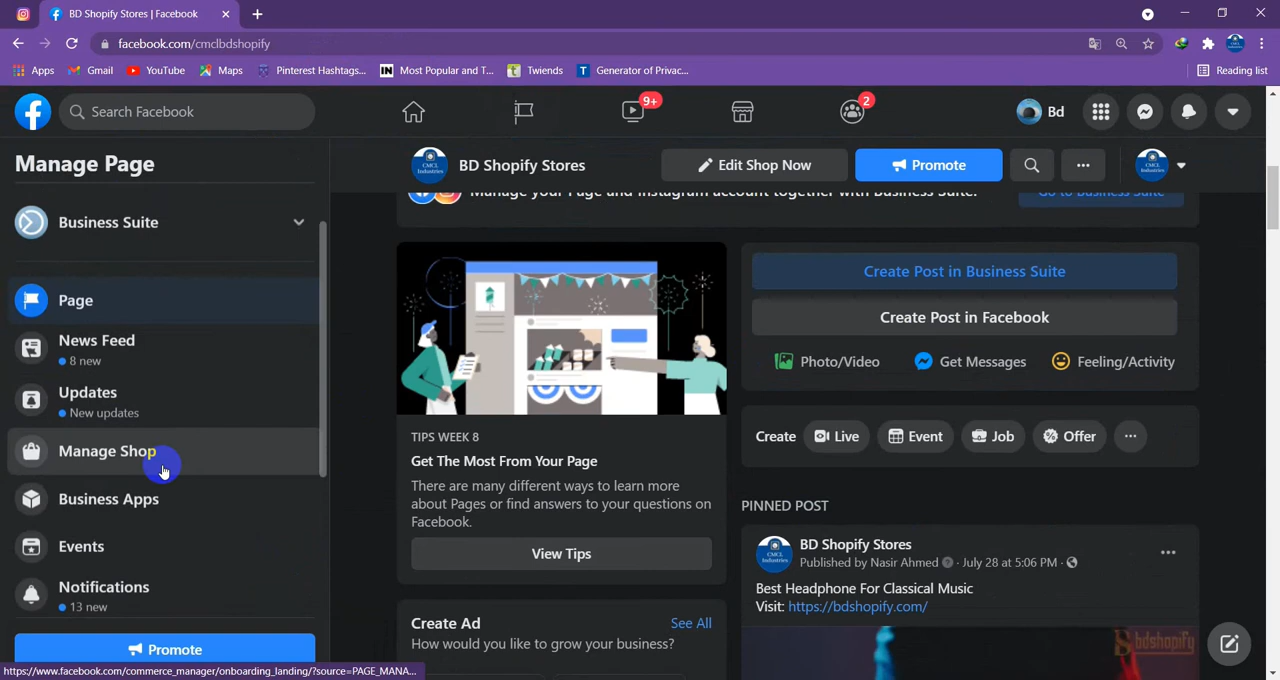 BD Shopify Stores | Facebook
facebook.com/cmclbdshopify
Apps Gmail YouTube Maps Pinterest Hashtags... Most Popular and T... Twiends Generator of Privac... Reading list
Search Facebook
9+
2
Bd
Manage Page
BD Shopify Stores
Edit Shop Now
Promote
Manage your Page and Instagram account together with Business Suite.
Go to Business Suite
Business Suite
Page
News Feed
8 new
Updates
New updates
Manage Shop
Business Apps
Events
Notifications
13 new
Promote
https://www.facebook.com/commerce_manager/onboarding_landing/?source=PAGE_MANA...
TIPS WEEK 8
Get The Most From Your Page
There are many different ways to learn more
about Pages or find answers to your questions on
Facebook.
View Tips
Create Ad
See All
How would you like to grow your business?
Create Post in Business Suite
Create Post in Facebook
Photo/Video
Get Messages
Feeling/Activity
Create
Live
Event
Job
Offer
PINNED POST
BD Shopify Stores
Published by Nasir Ahmed · July 28 at 5:06 PM ·
Best Headphone For Classical Music
Visit: https://bdshopify.com/
bdshopify